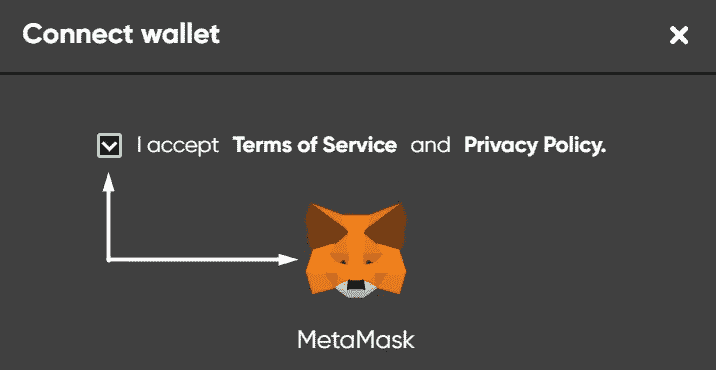 Connect wallet
I accept Terms of Service and Privacy Policy.
MetaMask